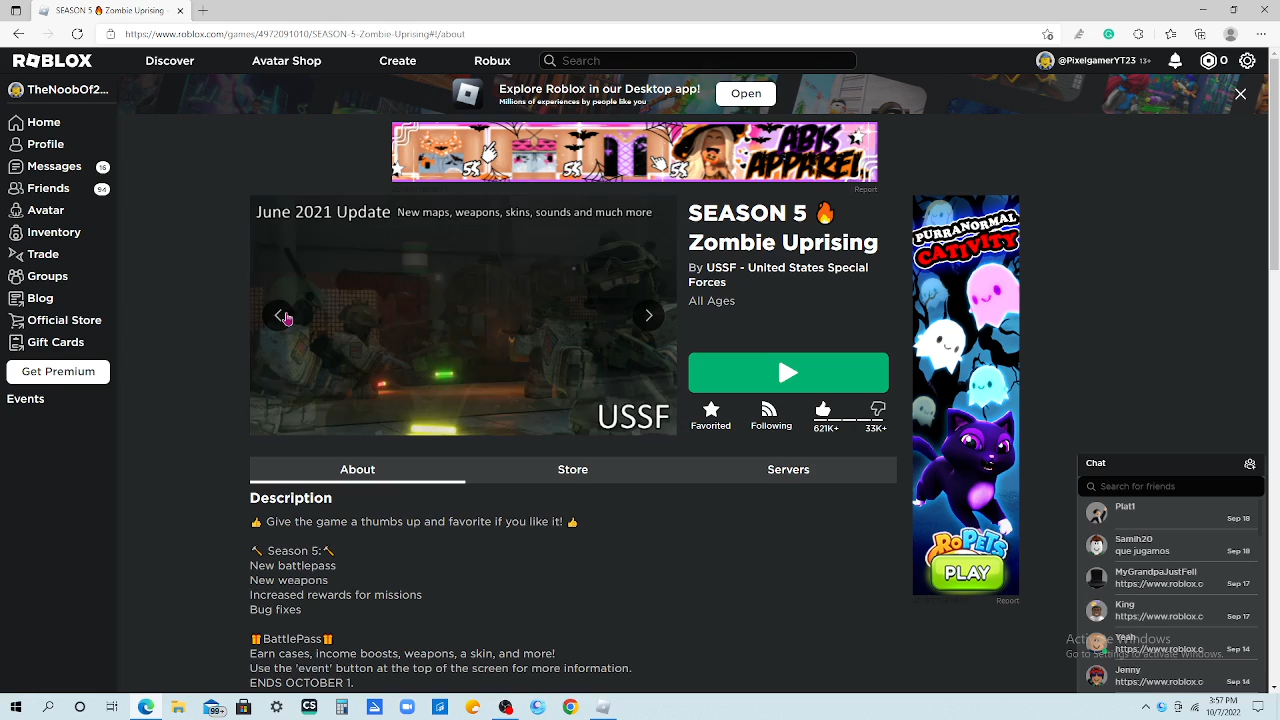 SEASON 5 🔥 Zombie Uprising -
https://www.roblox.com/games/4972091010/SEASON-5-Zombie-Uprising#!/about
ROBLOX
Discover
Avatar Shop
Create
Robux
Search
@PixelgamerYT23 13+
0
Explore Roblox in our Desktop app!
Millions of experiences by people like you
Open
TheNoobOf2...
Home
Profile
Messages 16
Friends 94
Avatar
Inventory
Trade
Groups
Blog
Official Store
Gift Cards
Get Premium
Events
5X
5X
5X
ABIS
APPAREL
Report
June 2021 Update New maps, weapons, skins, sounds and much more
USSF
SEASON 5 🔥
Zombie Uprising
By USSF - United States Special
Forces
All Ages
Favorited
Following
621K+
33K+
PURRANORMAL
CATIVITY
ROPETS
PLAY
Report
About
Store
Servers
Description
👍 Give the game a thumbs up and favorite if you like it! 👍
🔨 Season 5:🔨
New battlepass
New weapons
Increased rewards for missions
Bug fixes
🎁BattlePass🎁
Earn cases, income boosts, weapons, a skin, and more!
Use the 'event' button at the top of the screen for more information.
ENDS OCTOBER 1.
Chat
Search for friends
Plat1
Sep 18
Samih20
que jugamos
Sep 18
MyGrandpaJustFell
https://www.roblox.c
Sep 17
King
https://www.roblox.c
Sep 17
Yeah
https://www.roblox.c
Sep 14
Jenny
https://www.roblox.c
Sep 14
Activate Windows
Go to Settings to activate Windows.
99+
3:57 PM
10/7/2022